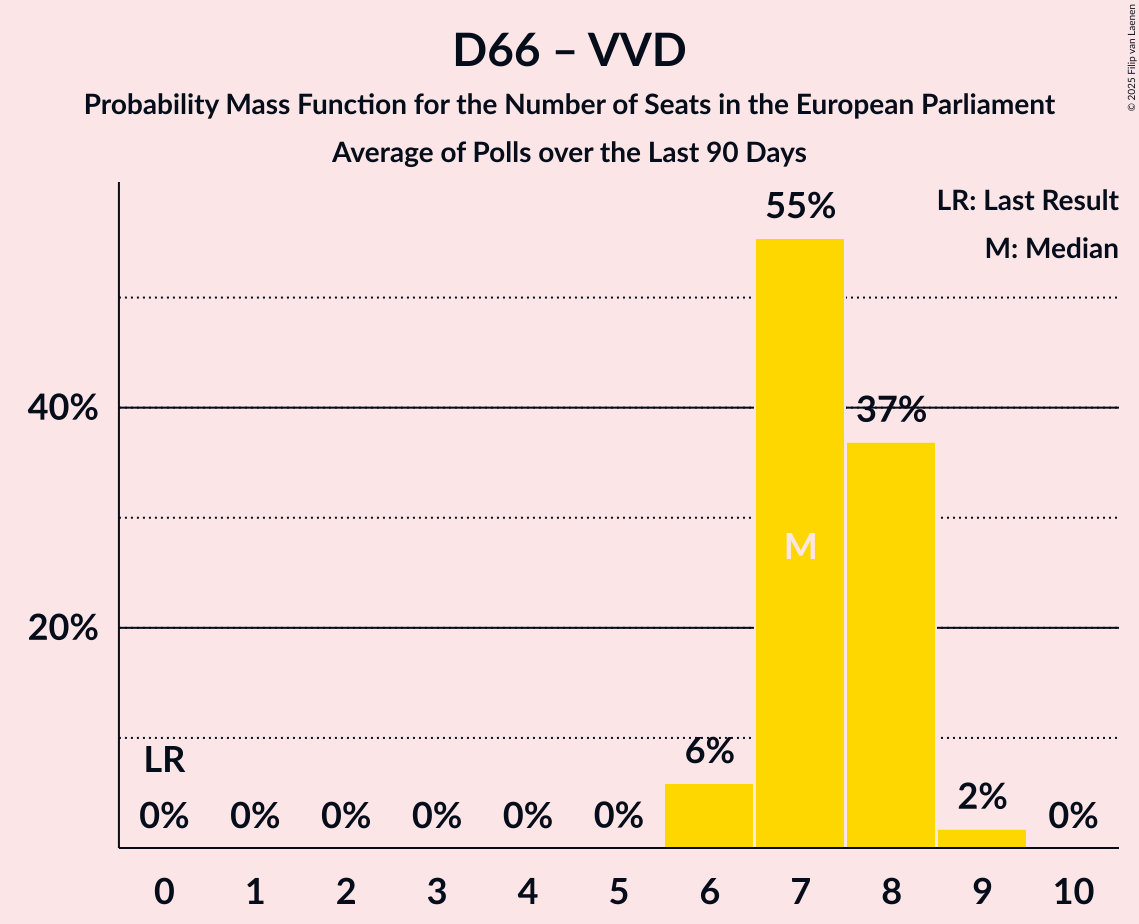 D66 – VVD
Probability Mass Function for the Number of Seats in the European Parliament
Average of Polls over the Last 90 Days
© 2025 Filip van Laenen
LR: Last Result
M: Median
55%
40%
37%
M
20%
LR
6%
0% 0% 0% 0% 0% 0% 2% 0%
0 1 2 3 4 5 6 7 8 9 10